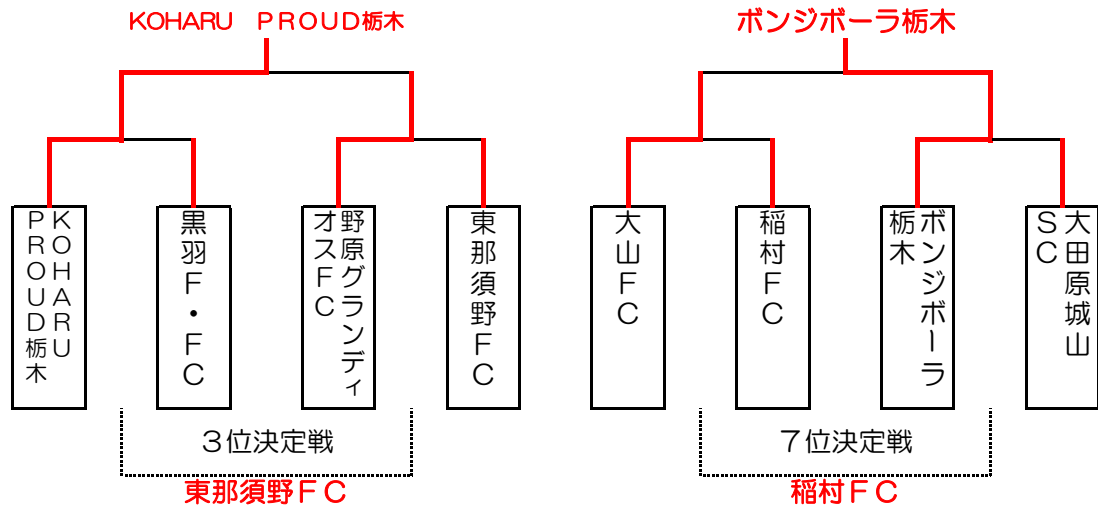 KOHARU　ＰＲＯＵＤ栃木
ボンジボーラ栃木
KOHARU
PROUD栃木
黒羽Ｆ・ＦＣ
野原グランディ
オスＦＣ
東那須野ＦＣ
大山ＦＣ
稲村ＦＣ
ボンジボーラ
栃木
大田原城山
ＳＣ
３位決定戦
７位決定戦
東那須野ＦＣ
稲村ＦＣ